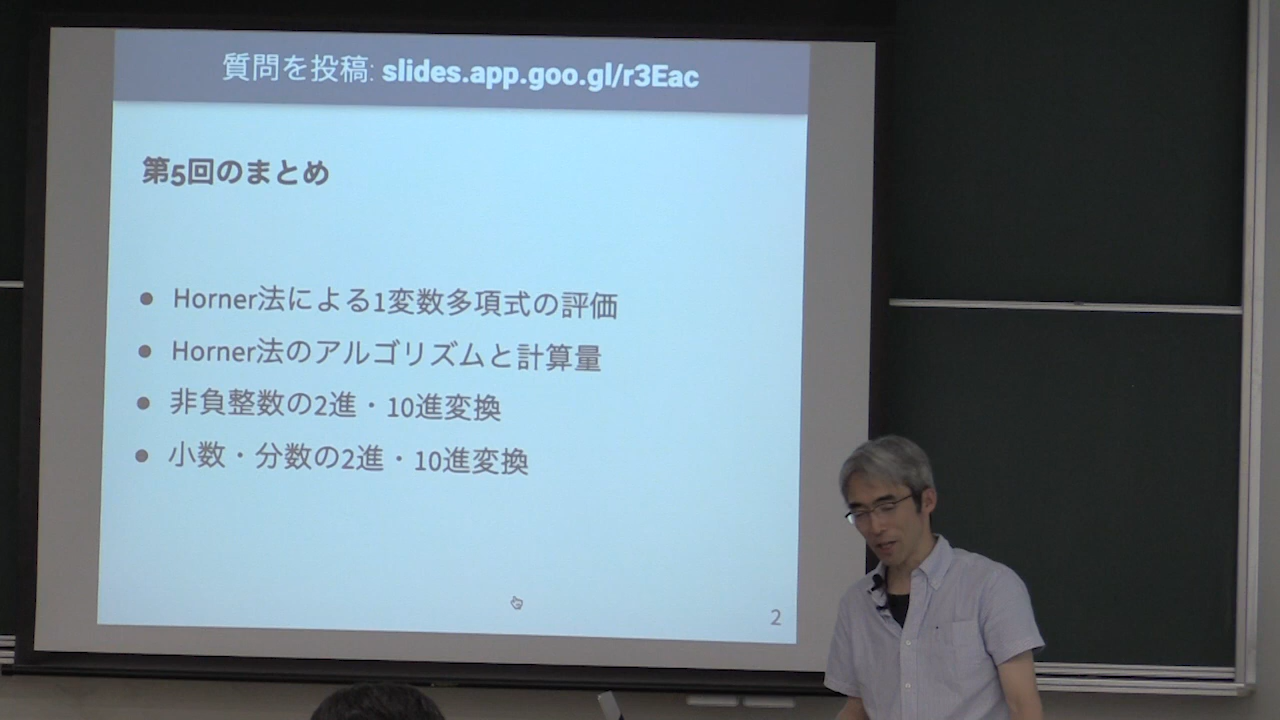 質問を投稿: slides.app.goo.gl/r3Eac
第5回のまとめ
● Horner法による1変数多項式の評価
● Horner法のアルゴリズムと計算量
● 非負整数の2進・10進変換
● 小数・分数の2進・10進変換
2